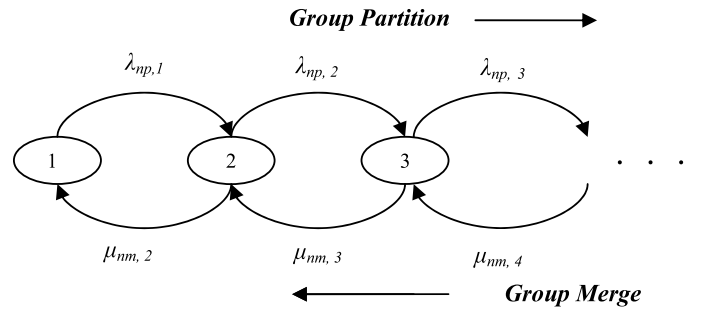 Group Partition
λnp,1 λnp, 2 λnp, 3
1 2 3 . . .
μnm, 2 μnm, 3 μnm, 4
Group Merge